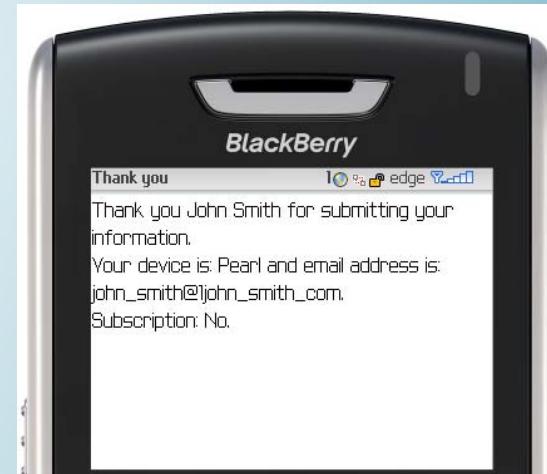 BlackBerry
Thank you 1 edge
Thank you John Smith for submitting your
information.
Your device is: Pearl and email address is:
john_smith@1john_smith_com.
Subscription: No.